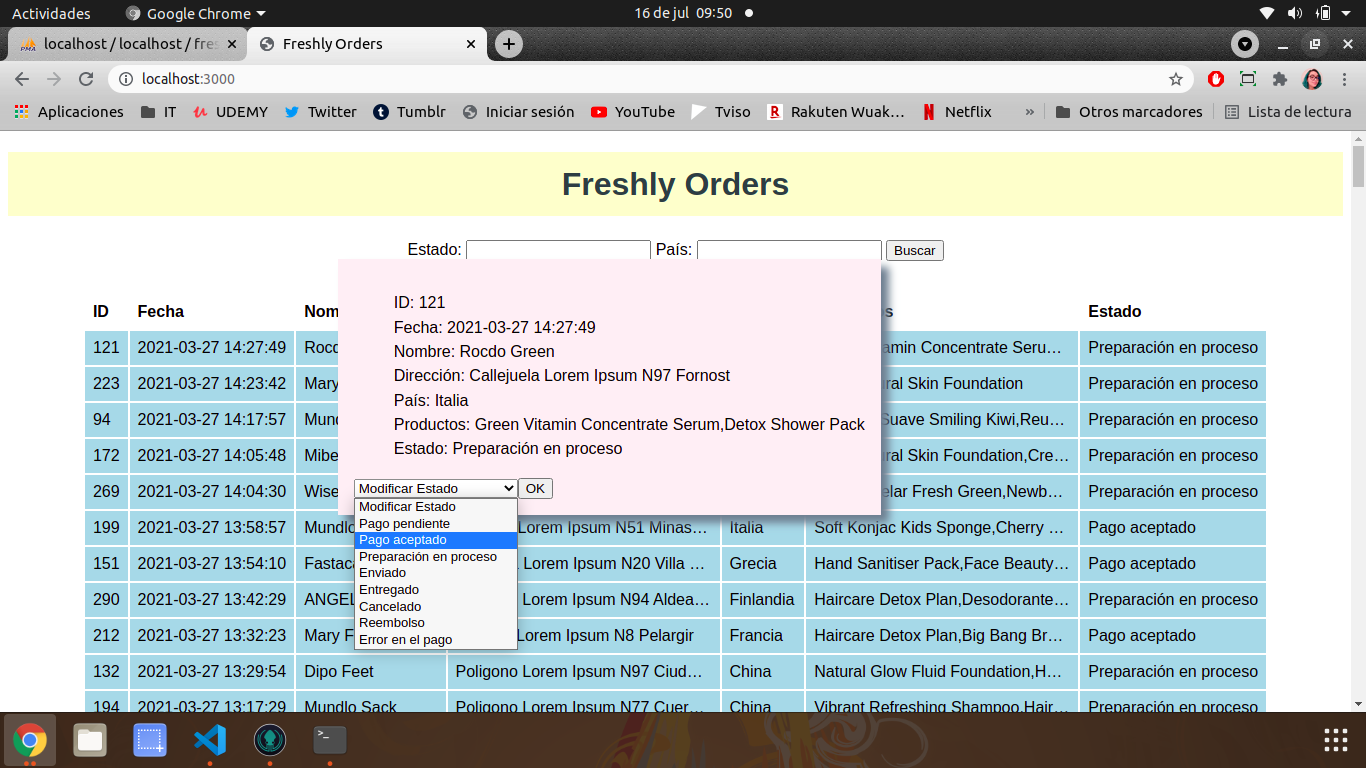 Actividades Google Chrome 16 de jul 09:50
PMA localhost / localhost / fres Freshly Orders
localhost:3000
Aplicaciones IT UDEMY Twitter Tumblr Iniciar sesión YouTube Tviso Rakuten Wuak… Netflix » Otros marcadores Lista de lectura
Freshly Orders
Estado: País: Buscar
ID Fecha Estado
121 2021-03-27 14:27:49 Preparación en proceso
223 2021-03-27 14:23:42 Mary Skin Foundation Preparación en proceso
94 2021-03-27 14:17:57 Suave Smiling Kiwi,Reu… Preparación en proceso
172 2021-03-27 14:05:48 Skin Foundation,Cre… Preparación en proceso
269 2021-03-27 14:04:30 Wise Fresh Green,Newb… Preparación en proceso
199 2021-03-27 13:58:57 Lorem Ipsum N51 Minas… Italia Soft Konjac Kids Sponge,Cherry … Pago aceptado
151 2021-03-27 13:54:10 Lorem Ipsum N20 Villa … Grecia Hand Sanitiser Pack,Face Beauty… Pago aceptado
290 2021-03-27 13:42:29 Lorem Ipsum N94 Aldea… Finlandia Haircare Detox Plan,Desodorante… Preparación en proceso
212 2021-03-27 13:32:23 Mary F Lorem Ipsum N8 Pelargir Francia Haircare Detox Plan,Big Bang Br… Pago aceptado
132 2021-03-27 13:29:54 Dipo Feet Poligono Lorem Ipsum N97 Ciud… China Natural Glow Fluid Foundation,H… Preparación en proceso
194 2021-03-27 13:17:29 Mundlo Sack Poligono Lorem Ipsum N77 Cuer… China Vibrant Refreshing Shampoo,Hair… Preparación en proceso
ID: 121
Fecha: 2021-03-27 14:27:49
Nombre: Rocdo Green
Dirección: Callejuela Lorem Ipsum N97 Fornost
País: Italia
Productos: Green Vitamin Concentrate Serum,Detox Shower Pack
Estado: Preparación en proceso
Modificar Estado OK
Modificar Estado
Pago pendiente
Pago aceptado
Preparación en proceso
Enviado
Entregado
Cancelado
Reembolso
Error en el pago